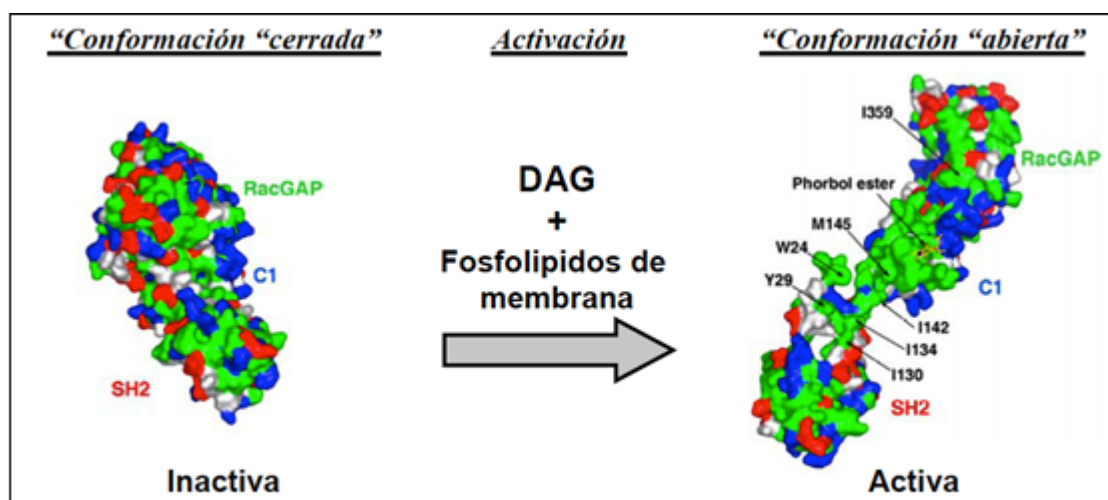 “Conformación “cerrada”
Activación
“Conformación “abierta”
RacGAP
C1
SH2
Inactiva
DAG
+
Fosfolipidos de
membrana
I359
RacGAP
Phorbol ester
M145
W24
Y29
C1
I142
I134
I130
SH2
Activa